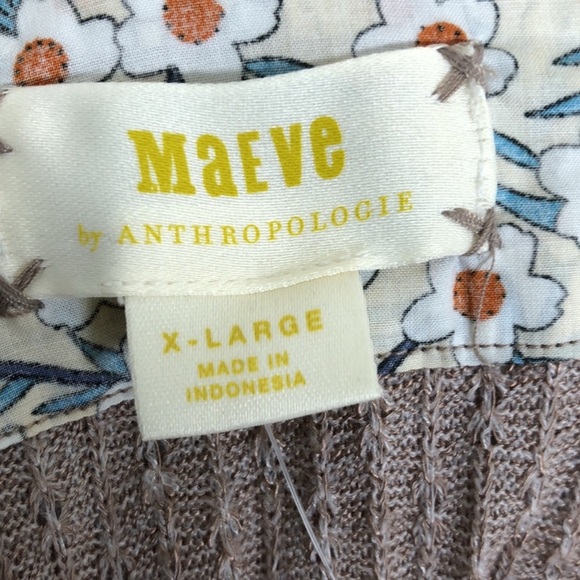 MaEVe
by ANTHROPOLOGIE
X-LARGE
MADE IN
INDONESIA